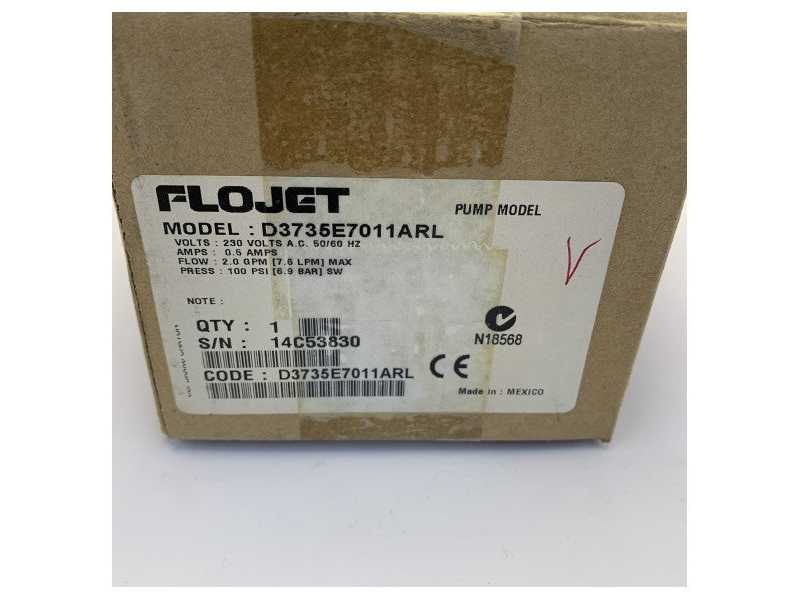 FLOJET
PUMP MODEL
MODEL : D3735E7011ARL
VOLTS : 230 VOLTS A.C. 50/60 HZ
AMPS : 0.6 AMPS
FLOW : 2.0 GPM [7.6 LPM] MAX
PRESS : 100 PSI [6.9 BAR] SW
NOTE :
QTY : 1
S/N : 14C53830
N18568
CODE : D3735E7011ARL
CE
Made in : MEXICO
V